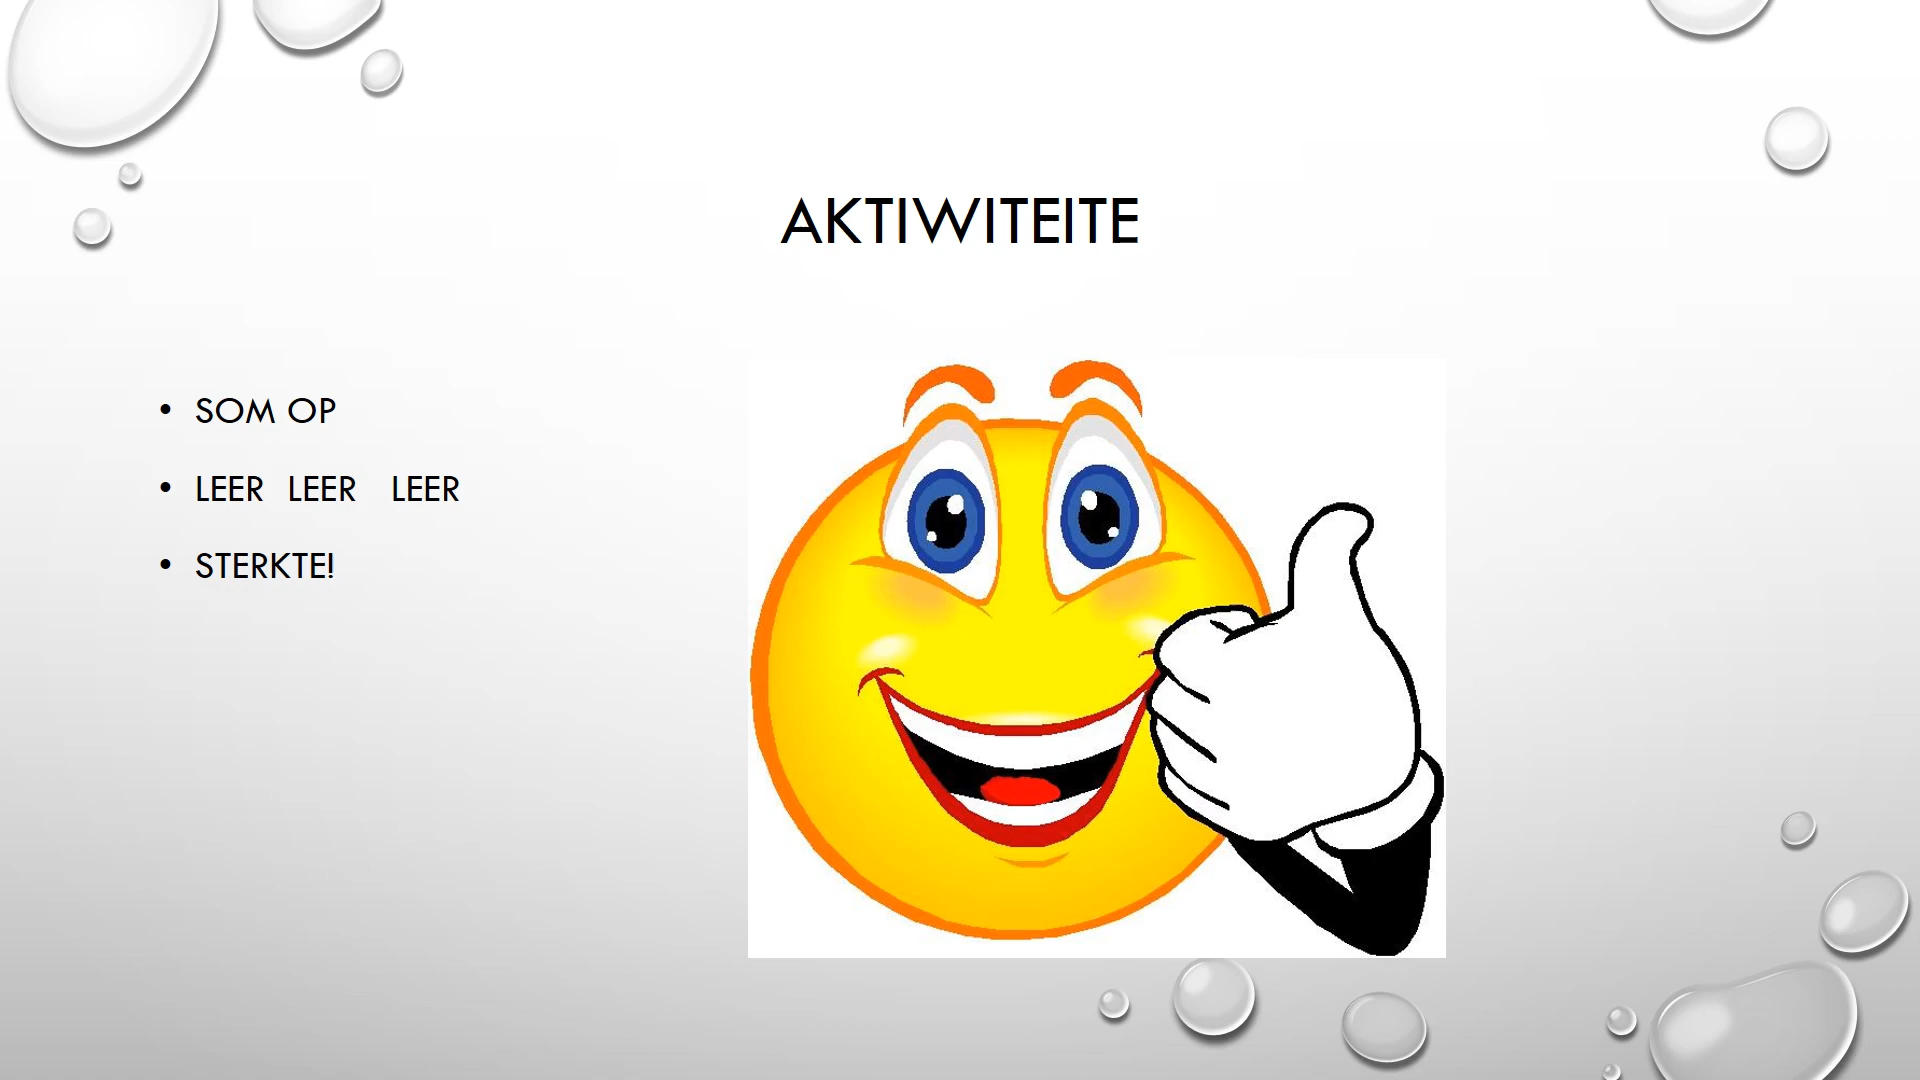 AKTIWITEITE
• SOM OP
• LEER LEER LEER
• STERKTE!